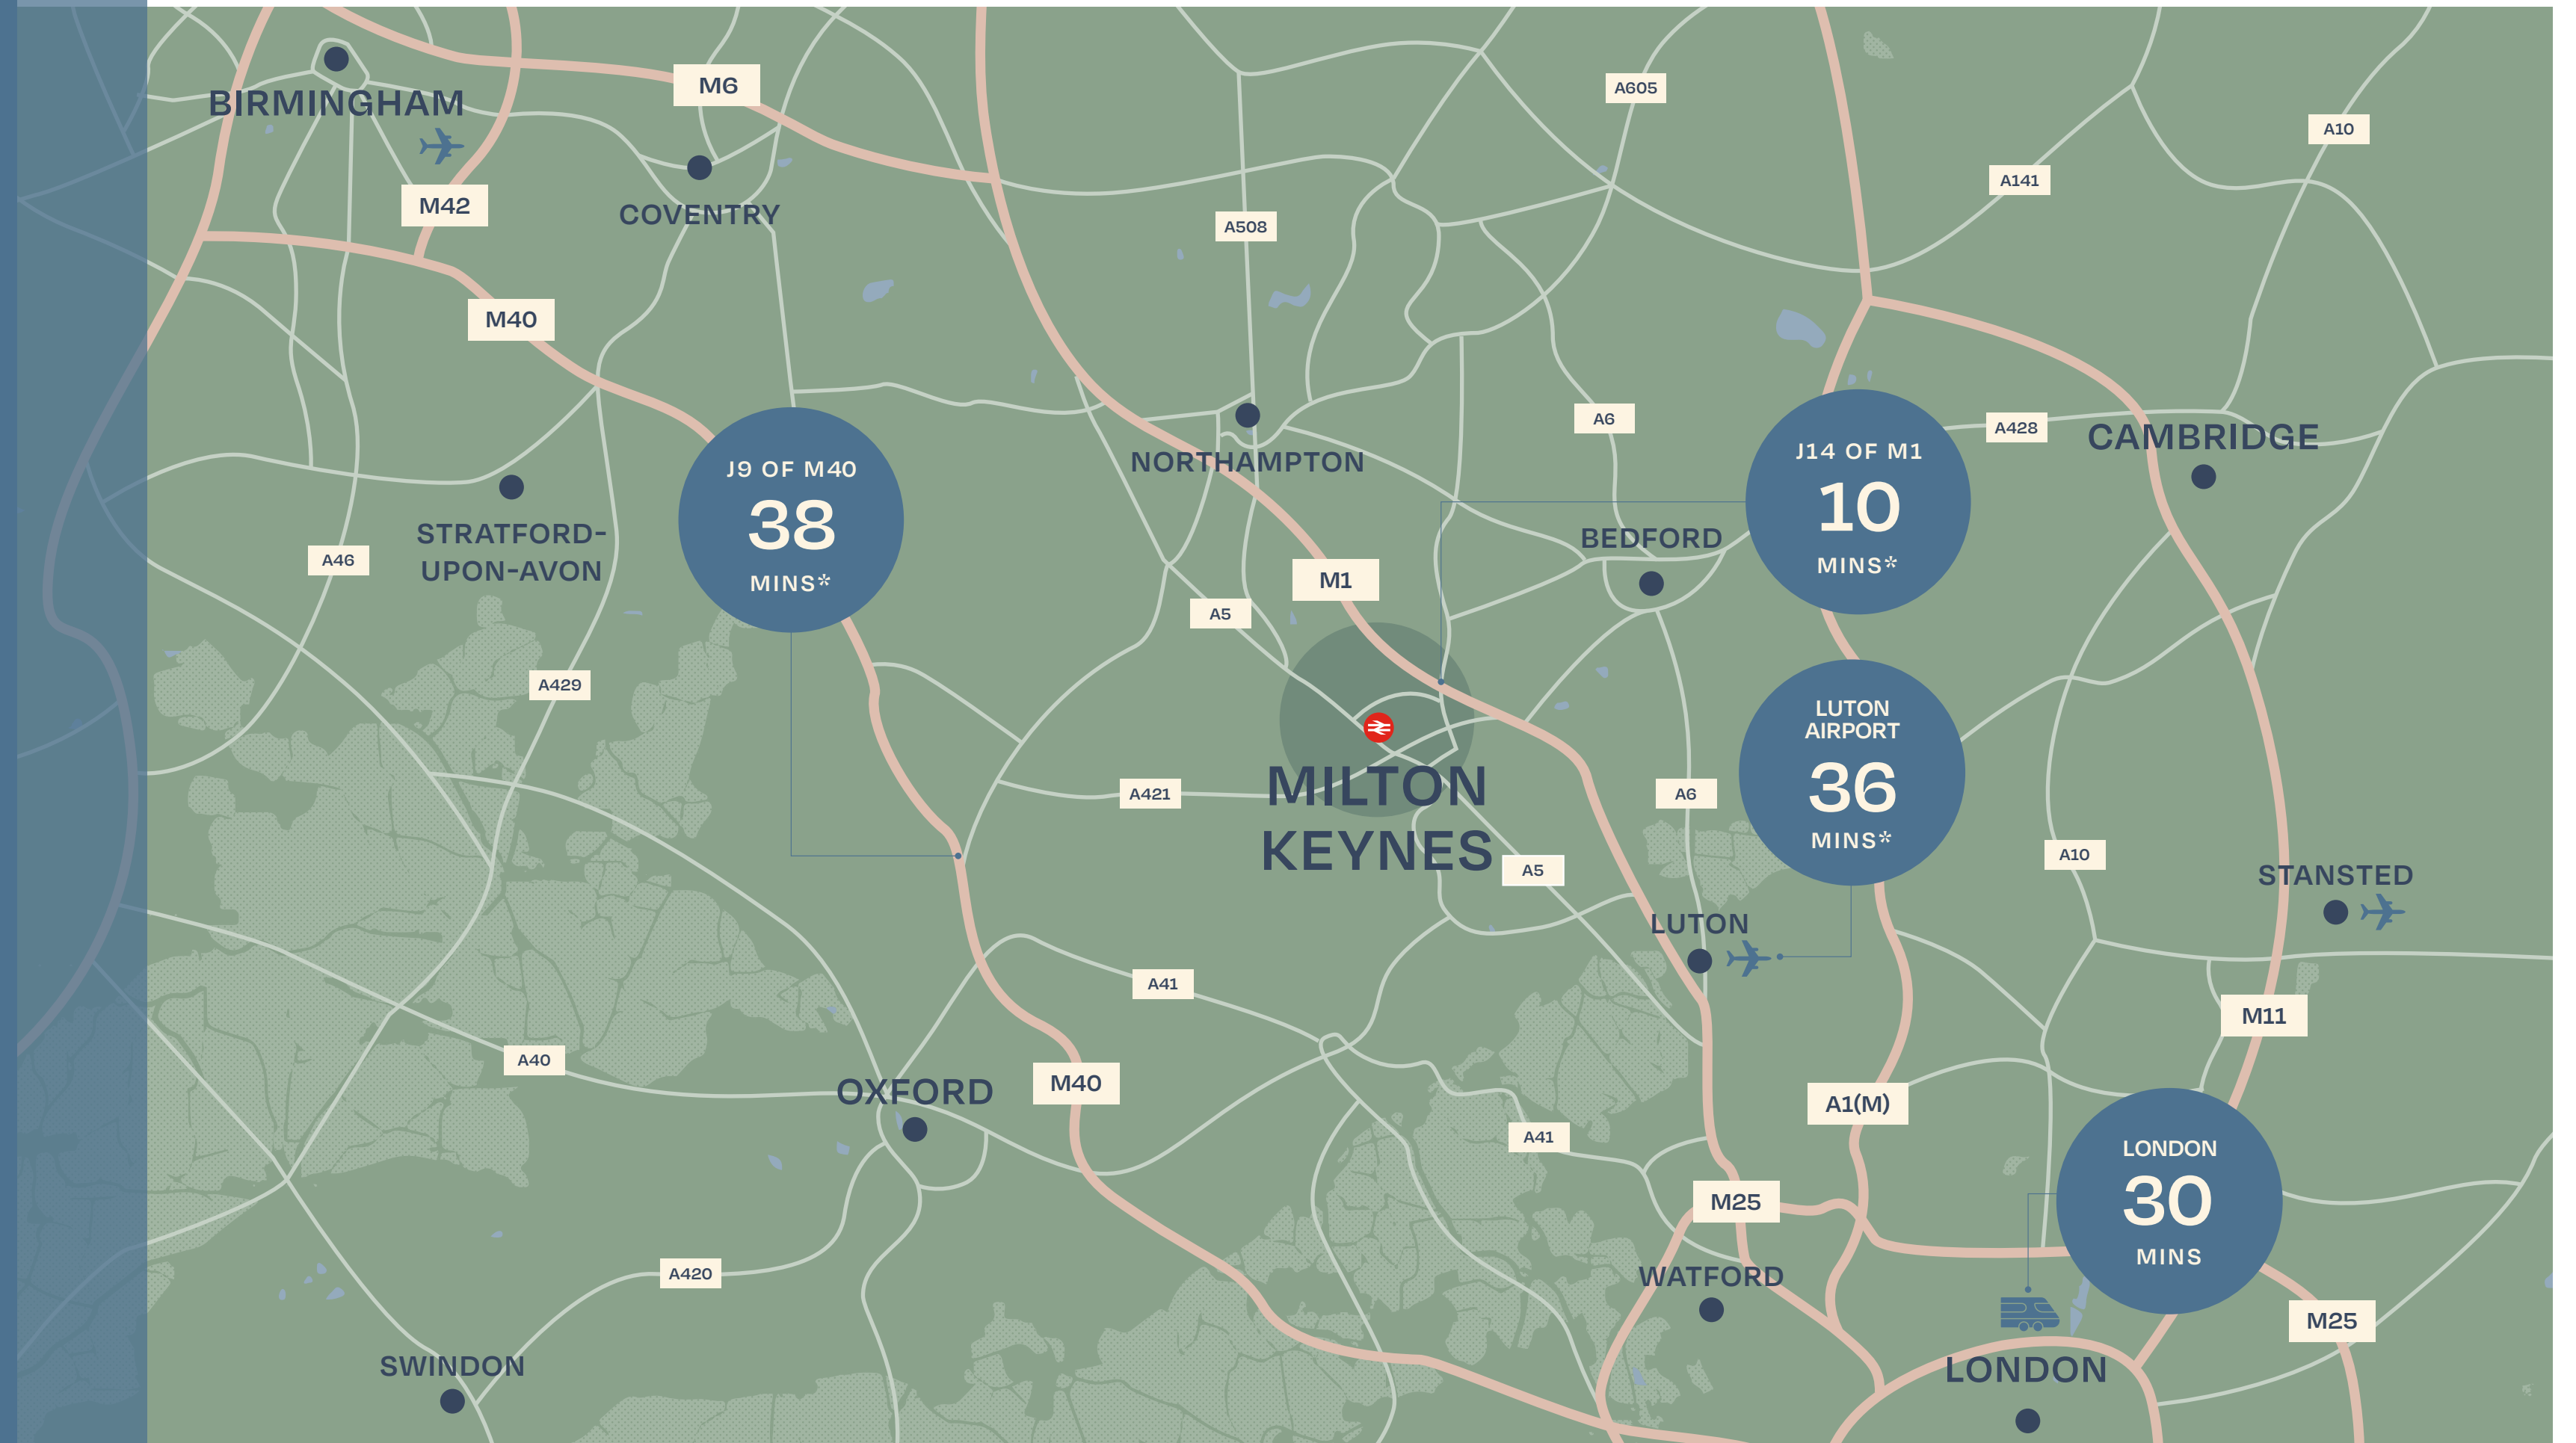 M6
A605
BIRMINGHAM
A10
A141
M42
COVENTRY
A508
M40
A6
A428
CAMBRIDGE
J14 OF M1
10
MINS*
J9 OF M40
38
MINS*
NORTHAMPTON
STRATFORD-
UPON-AVON
BEDFORD
A46
M1
A5
A429
LUTON
AIRPORT
36
MINS*
MILTON
KEYNES
A421
A6
A5
A10
STANSTED
LUTON
A41
M11
A40
OXFORD
M40
A1(M)
A41
LONDON
30
MINS
M25
A420
WATFORD
M25
SWINDON
LONDON